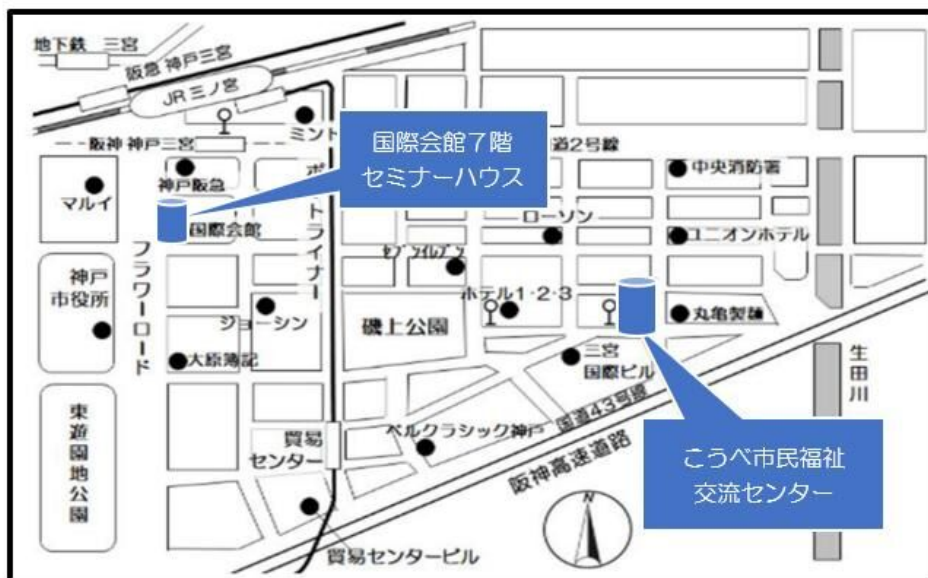 地下鉄 三宮
阪急 神戸三宮
JR三ノ宮
ミント
阪神 神戸三宮
道2号線
国際会館7階
セミナーハウス
マルイ
神戸阪急
国際会館
ポートライナー
中央消防署
ローソン
ユニオンホテル
セブンイレブン
フラワーロード
神戸
市役所
ジョーシン
磯上公園
ホテル1・2・3
丸亀製麺
大原簿記
三宮
国際ビル
生田川
国道43号線
阪神高速道路
東遊園地公園
貿易
センター
ベルクラシック神戸
こうべ市民福祉
交流センター
N
貿易センタービル